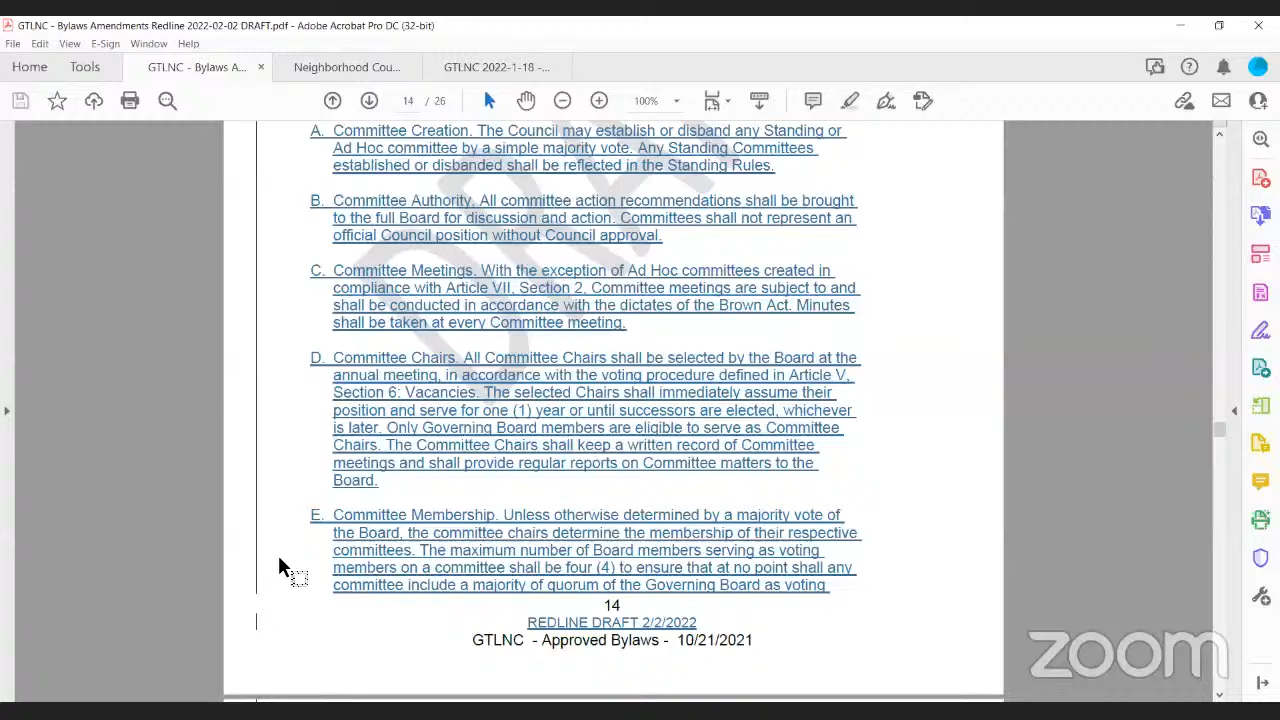 GTLNC - Bylaws Amendments Redline 2022-02-02 DRAFT.pdf - Adobe Acrobat Pro DC (32-bit)
File Edit View E-Sign Window Help
Home Tools GTLNC - Bylaws A... × Neighborhood Cou... GTLNC 2022-1-18 -...
14 / 26 100%
DRA
A. Committee Creation. The Council may establish or disband any Standing or
Ad Hoc committee by a simple majority vote. Any Standing Committees
established or disbanded shall be reflected in the Standing Rules.
B. Committee Authority. All committee action recommendations shall be brought
to the full Board for discussion and action. Committees shall not represent an
official Council position without Council approval.
C. Committee Meetings. With the exception of Ad Hoc committees created in
compliance with Article VII, Section 2, Committee meetings are subject to and
shall be conducted in accordance with the dictates of the Brown Act. Minutes
shall be taken at every Committee meeting.
D. Committee Chairs. All Committee Chairs shall be selected by the Board at the
annual meeting, in accordance with the voting procedure defined in Article V,
Section 6: Vacancies. The selected Chairs shall immediately assume their
position and serve for one (1) year or until successors are elected, whichever
is later. Only Governing Board members are eligible to serve as Committee
Chairs. The Committee Chairs shall keep a written record of Committee
meetings and shall provide regular reports on Committee matters to the
Board.
E. Committee Membership. Unless otherwise determined by a majority vote of
the Board, the committee chairs determine the membership of their respective
committees. The maximum number of Board members serving as voting
members on a committee shall be four (4) to ensure that at no point shall any
committee include a majority of quorum of the Governing Board as voting
14
REDLINE DRAFT 2/2/2022
GTLNC - Approved Bylaws - 10/21/2021
zoom